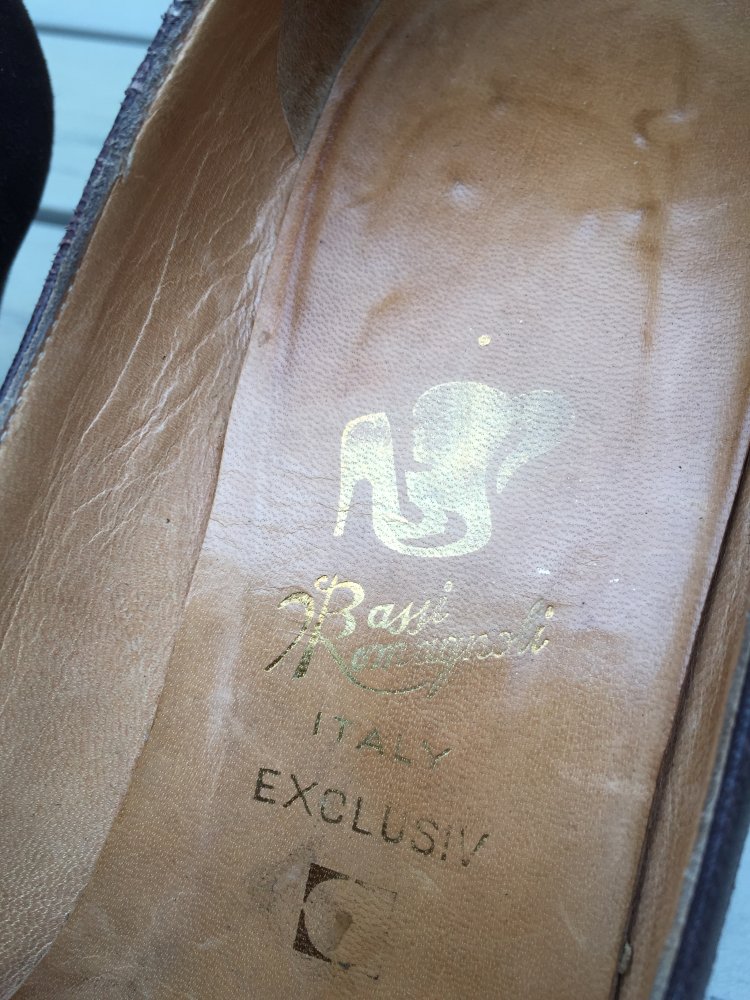 Bassi
Romagnoli
ITALY
EXCLUSIV